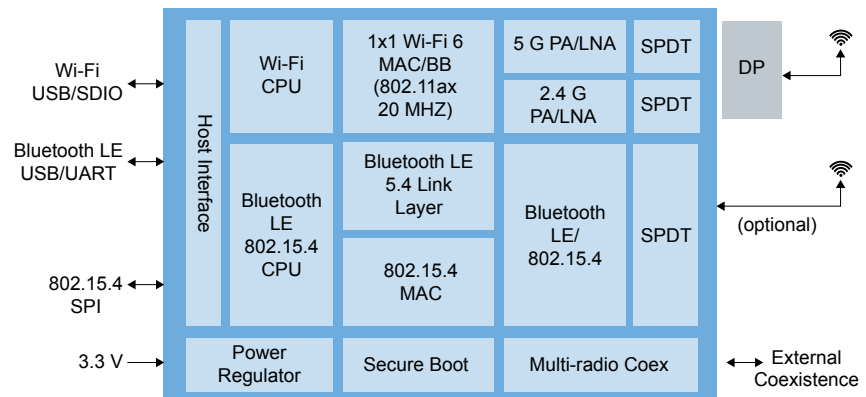 Wi-Fi
USB/SDIO
Bluetooth LE
USB/UART
802.15.4
SPI
3.3 V
Host Interface
Wi-Fi
CPU
Bluetooth
LE
802.15.4
CPU
1x1 Wi-Fi 6
MAC/BB
(802.11ax
20 MHZ)
Bluetooth LE
5.4 Link
Layer
802.15.4
MAC
5 G PA/LNA
2.4 G
PA/LNA
Bluetooth
LE/
802.15.4
SPDT
SPDT
SPDT
Power
Regulator
Secure Boot
Multi-radio Coex
DP
(optional)
External
Coexistence